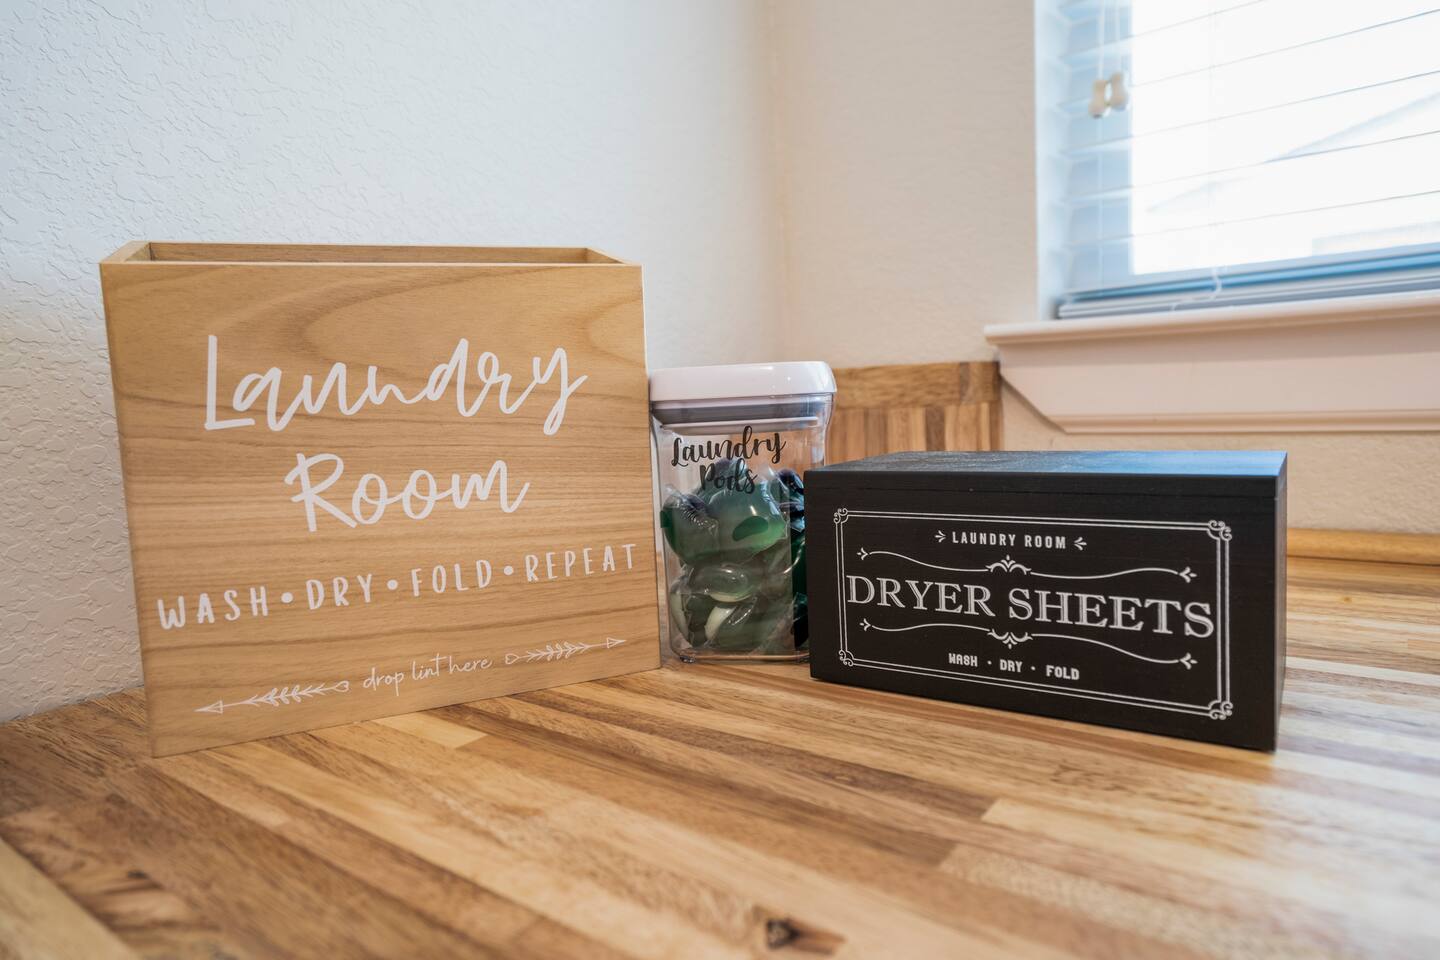 Laundry
Room
WASH•DRY•FOLD•REPEAT
drop lint here
Laundry
Pods
LAUNDRY ROOM
DRYER SHEETS
WASH · DRY · FOLD